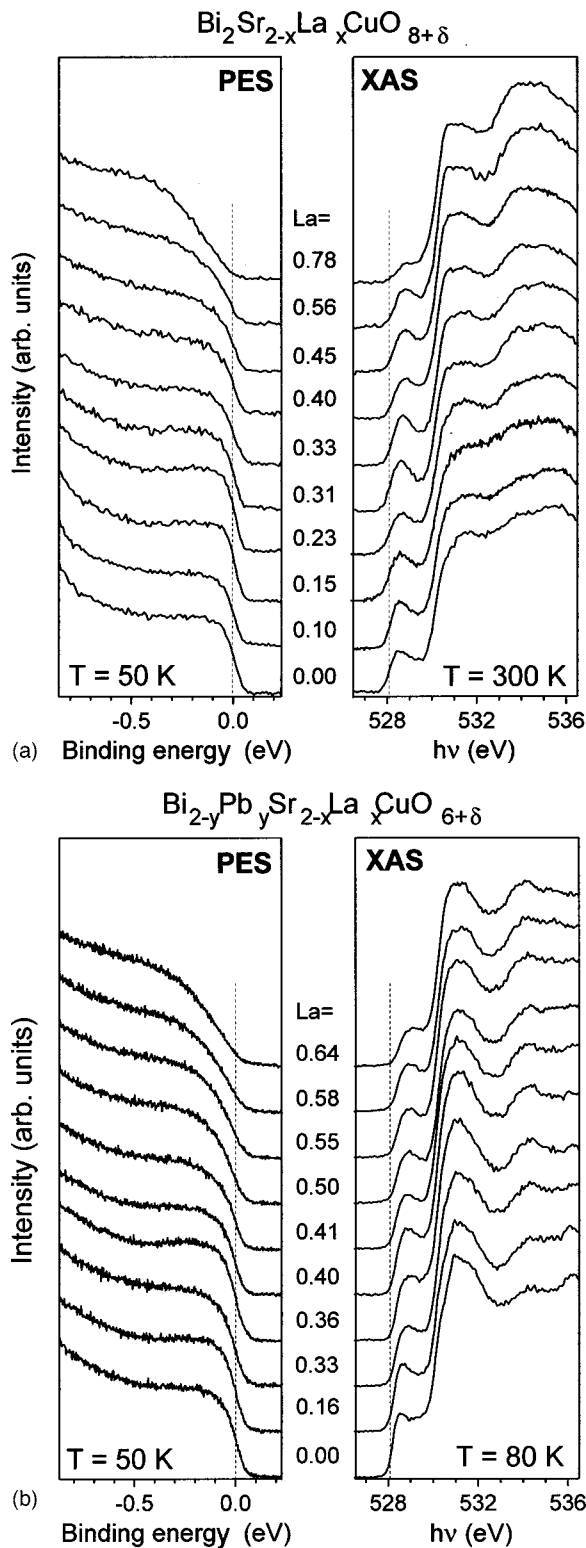 Bi₂Sr₂₋ₓLaₓCuO₈₊δ
PES
XAS
Intensity (arb. units)
La=
0.78
0.56
0.45
0.40
0.33
0.31
0.23
0.15
0.10
0.00
T = 50 K
T = 300 K
-0.5 0.0
528 532 536
(a) Binding energy (eV)
hν (eV)
Bi₂₋yPbySr₂₋ₓLaₓCuO₆₊δ
PES
XAS
Intensity (arb. units)
La=
0.64
0.58
0.55
0.50
0.41
0.40
0.36
0.33
0.16
0.00
T = 50 K
T = 80 K
-0.5 0.0
528 532 536
(b) Binding energy (eV)
hν (eV)